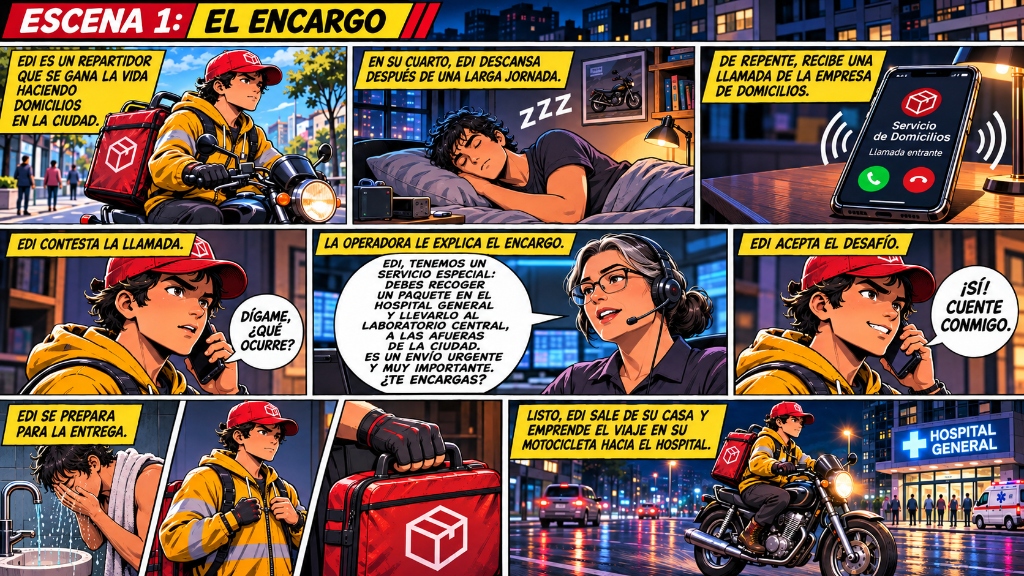 ESCENA 1: EL ENCARGO
EDI ES UN REPARTIDOR
QUE SE GANA LA VIDA
HACIENDO
DOMICILIOS
EN LA CIUDAD.
EN SU CUARTO, EDI DESCANSA
DESPUÉS DE UNA LARGA JORNADA.
ZZZ
DE REPENTE, RECIBE UNA
LLAMADA DE LA EMPRESA
DE DOMICILIOS.
Servicio
de Domicilios
Llamada entrante
EDI CONTESTA LA LLAMADA.
DÍGAME,
¿QUÉ
OCURRE?
LA OPERADORA LE EXPLICA EL ENCARGO.
EDI, TENEMOS UN
SERVICIO ESPECIAL:
DEBES RECOGER
UN PAQUETE EN EL
HOSPITAL GENERAL
Y LLEVARLO AL
LABORATORIO CENTRAL,
A LAS AFUERAS
DE LA CIUDAD.
ES UN ENVÍO URGENTE
Y MUY IMPORTANTE.
¿TE ENCARGAS?
EDI ACEPTA EL DESAFÍO.
¡SÍ!
CUENTE
CONMIGO.
EDI SE PREPARA
PARA LA ENTREGA.
LISTO, EDI SALE DE SU CASA Y
EMPRENDE EL VIAJE EN SU
MOTOCICLETA HACIA EL HOSPITAL.
HOSPITAL
GENERAL